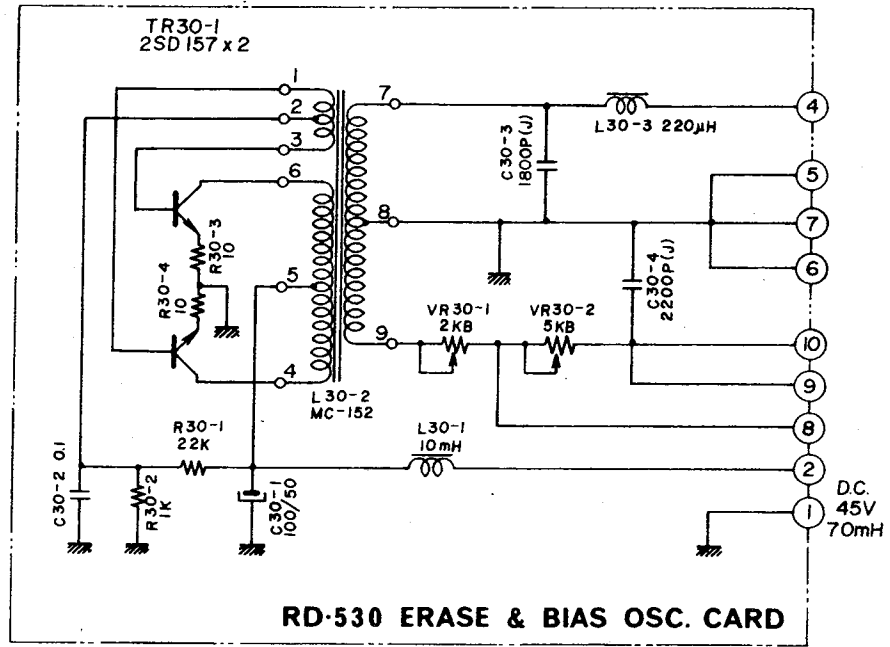 TR30-1
2SD157x2
1
2
3
6
5
4
7
8
9
R30-3
10
R30-4
10
L30-2
MC-152
C30-3
1800P(J)
L30-3 220μH
C30-4
2200P(J)
VR30-1
2KB
VR30-2
5KB
R30-1
22K
L30-1
10mH
C30-2 0.1
R30-2
1K
C30-1
100/50
4
5
7
6
10
9
8
2
1
D.C.
45V
70mH
RD-530 ERASE & BIAS OSC. CARD